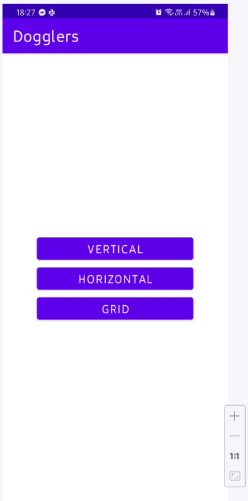 18:27 57%
Dogglers
VERTICAL
HORIZONTAL
GRID
1:1